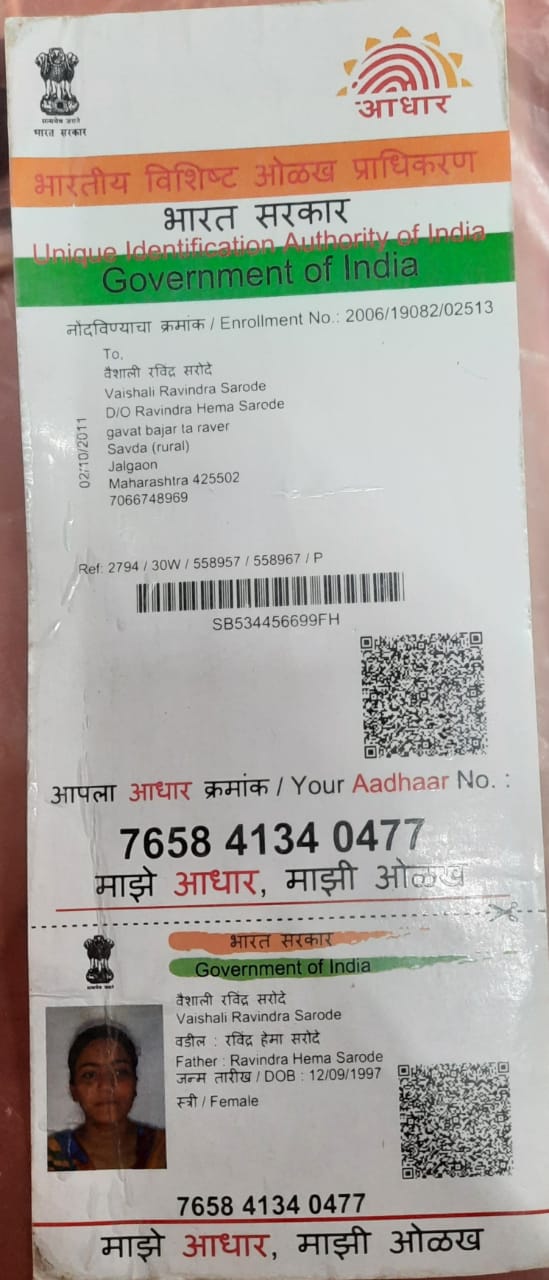 सत्यमेव जयते
भारत सरकार
आधार
भारतीय विशिष्ट ओळख प्राधिकरण
भारत सरकार
Unique Identification Authority of India
Government of India
नोंदविण्याचा क्रमांक / Enrollment No.: 2006/19082/02513
To,
वैशाली रविंद्र सरोदे
Vaishali Ravindra Sarode
D/O Ravindra Hema Sarode
gavat bajar ta raver
Savda (rural)
Jalgaon
Maharashtra 425502
7066748969
02/10/2011
Ref: 2794 / 30W / 558957 / 558967 / P
SB534456699FH
आपला आधार क्रमांक / Your Aadhaar No. :
7658 4134 0477
माझे आधार, माझी ओळख
भारत सरकार
Government of India
वैशाली रविंद्र सरोदे
Vaishali Ravindra Sarode
वडील : रविंद्र हेमा सरोदे
Father : Ravindra Hema Sarode
जन्म तारीख / DOB : 12/09/1997
स्त्री / Female
7658 4134 0477
माझे आधार, माझी ओळख